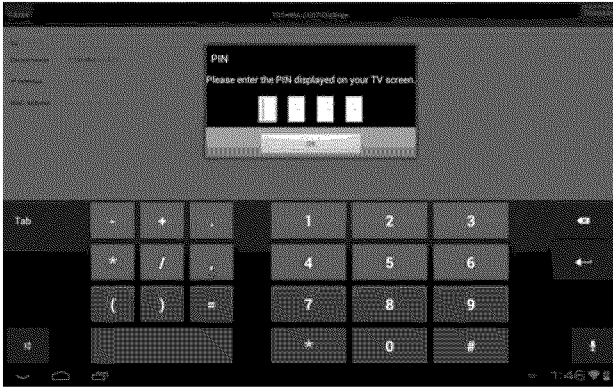 PIN
Please enter the PIN displayed on your TV screen.
OK
Tab - + . 1 2 3
* / , 4 5 6
( ) = 7 8 9
* 0 #
1:46